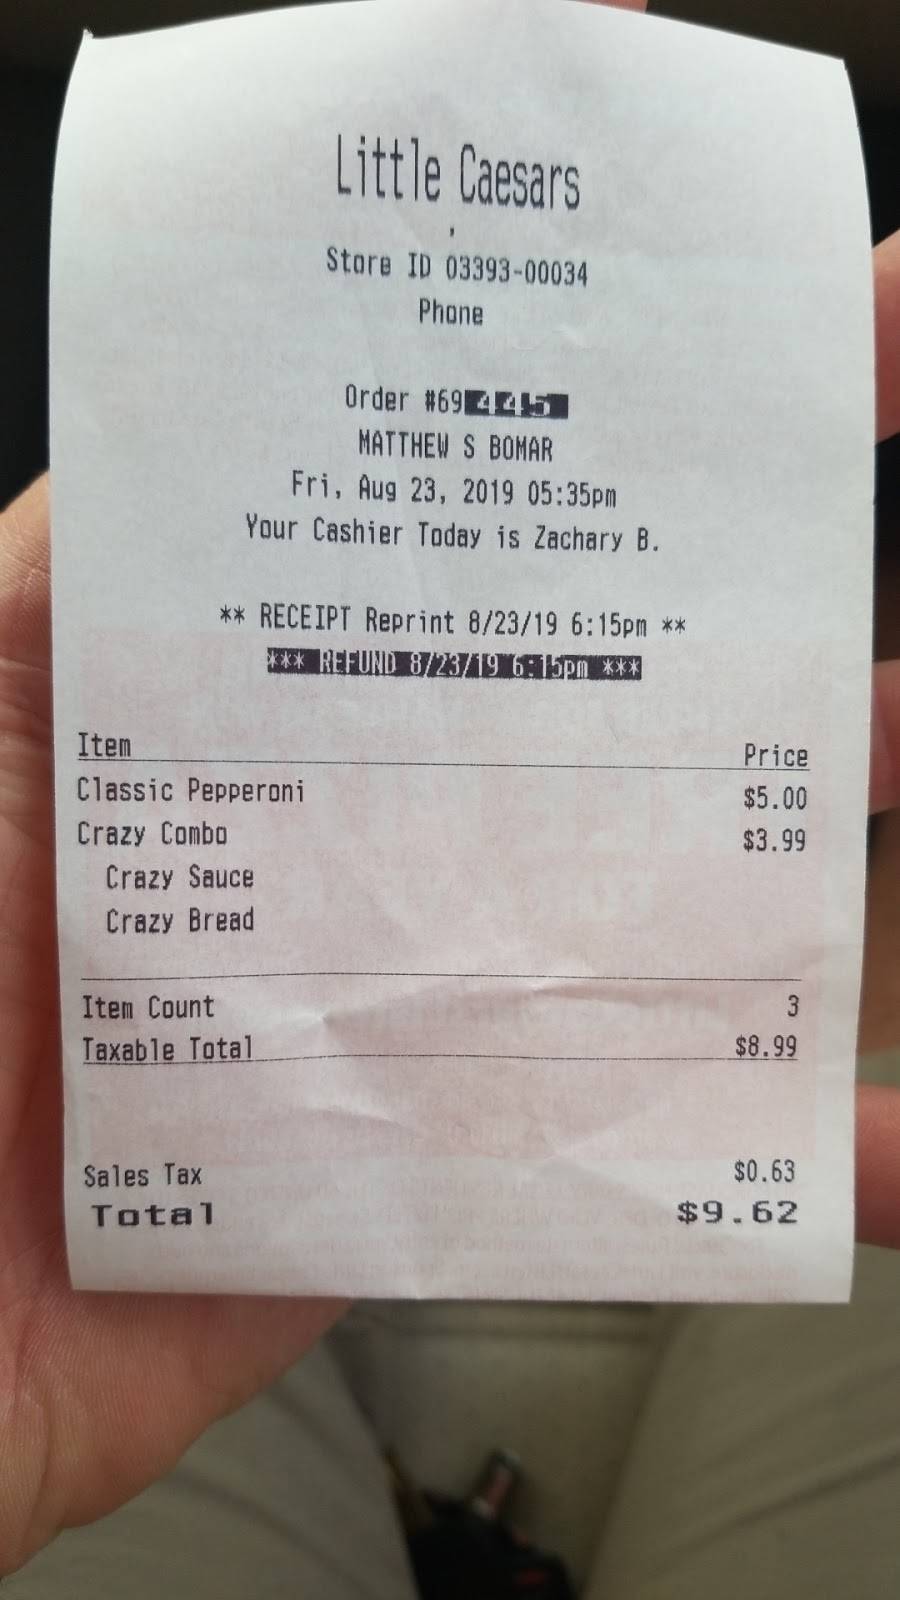 Little Caesars
,
Store ID 03393-00034
Phone
Order #69445
MATTHEW S BOMAR
Fri, Aug 23, 2019 05:35pm
Your Cashier Today is Zachary B.
** RECEIPT Reprint 8/23/19 6:15pm **
*** REFUND 8/23/19 6:15pm ***
Item Price
Classic Pepperoni $5.00
Crazy Combo $3.99
Crazy Sauce
Crazy Bread
Item Count 3
Taxable Total $8.99
Sales Tax $0.63
Total $9.62